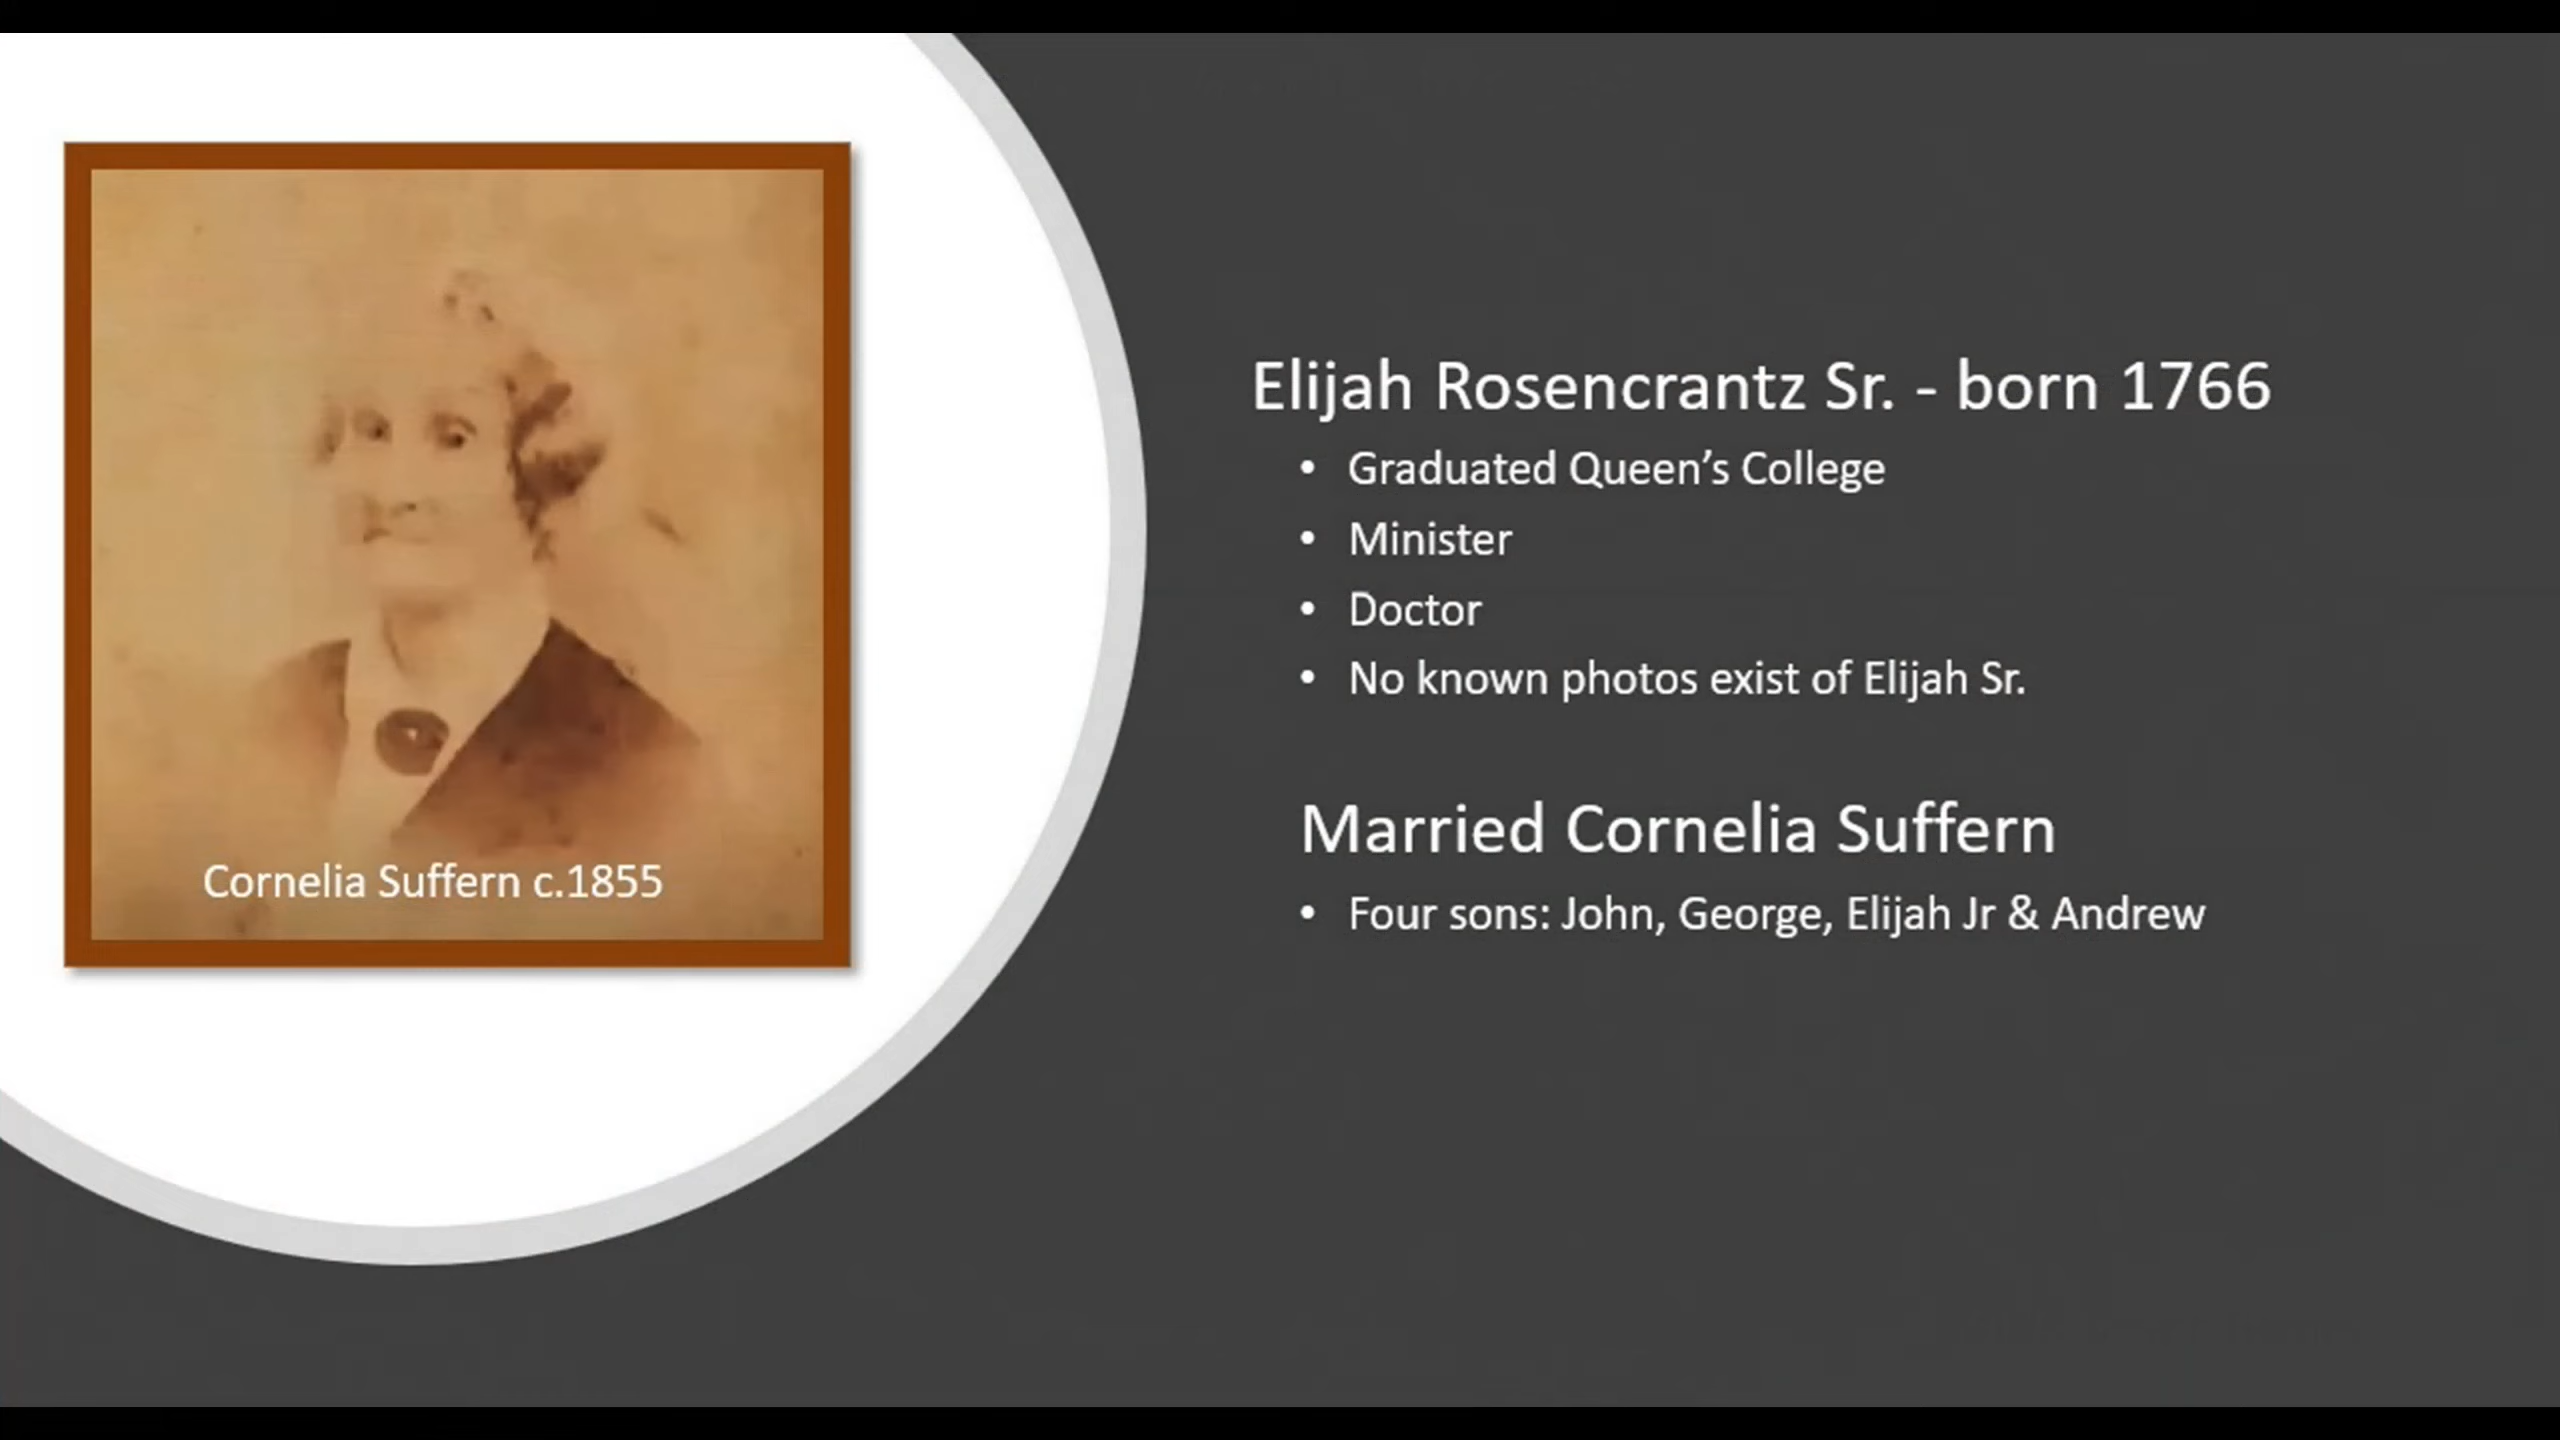 Cornelia Suffern c.1855
Elijah Rosencrantz Sr. - born 1766
• Graduated Queen’s College
• Minister
• Doctor
• No known photos exist of Elijah Sr.
Married Cornelia Suffern
• Four sons: John, George, Elijah Jr & Andrew